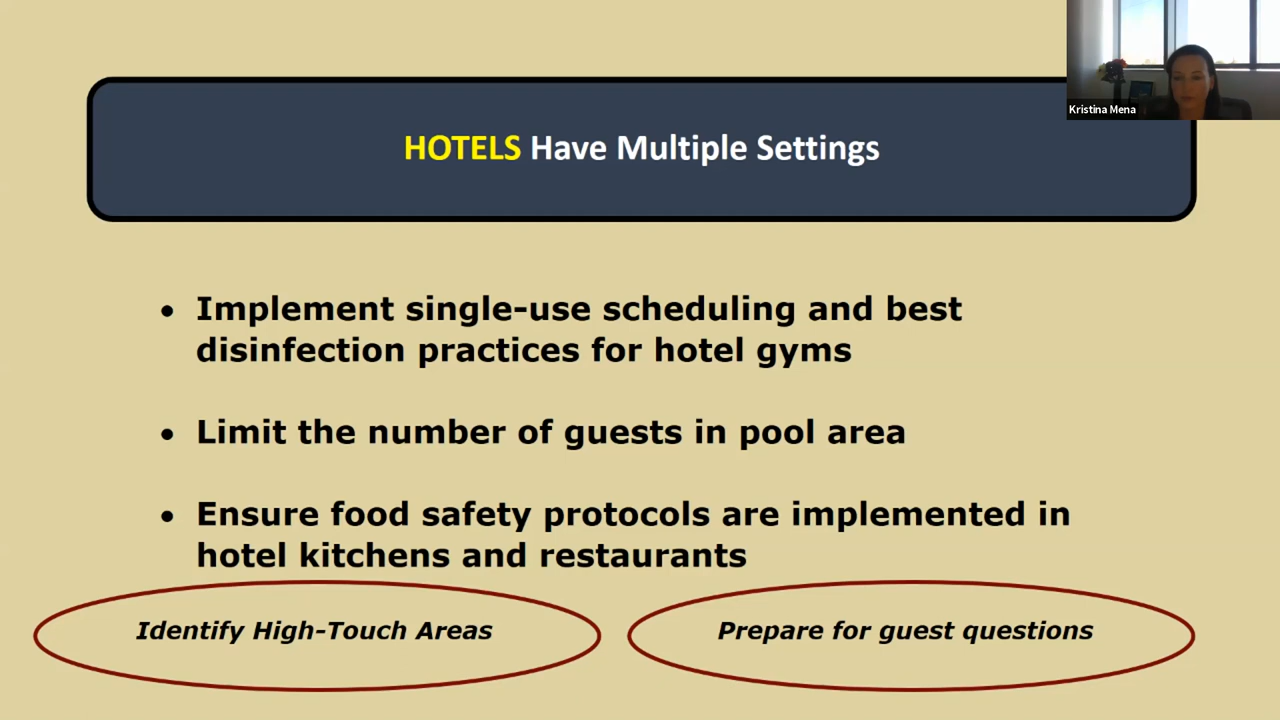 Kristina Mena
HOTELS Have Multiple Settings
• Implement single-use scheduling and best
disinfection practices for hotel gyms
• Limit the number of guests in pool area
• Ensure food safety protocols are implemented in
hotel kitchens and restaurants
Identify High-Touch Areas
Prepare for guest questions